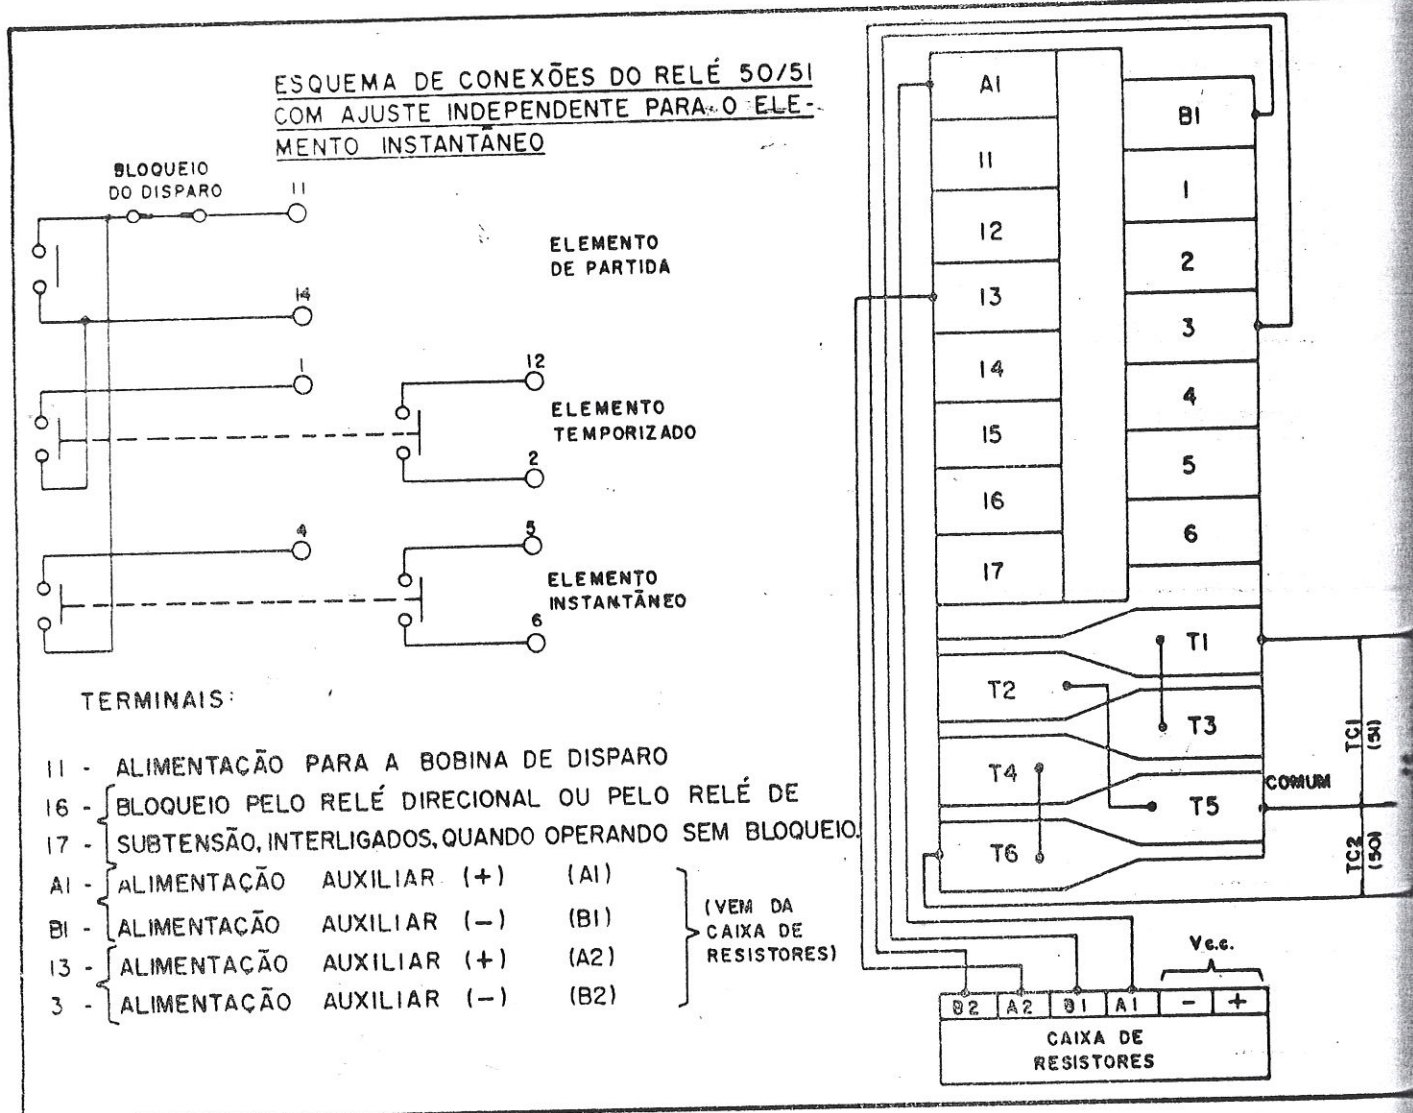 ESQUEMA DE CONEXÕES DO RELÉ 50/51
COM AJUSTE INDEPENDENTE PARA O ELE-
MENTO INSTANTÂNEO
BLOQUEIO
DO DISPARO
11
ELEMENTO
DE PARTIDA
14
1
12
ELEMENTO
TEMPORIZADO
2
4
5
ELEMENTO
INSTANTÂNEO
6
TERMINAIS:
11 - ALIMENTAÇÃO PARA A BOBINA DE DISPARO
16 - BLOQUEIO PELO RELÉ DIRECIONAL OU PELO RELÉ DE
17 - SUBTENSÃO, INTERLIGADOS, QUANDO OPERANDO SEM BLOQUEIO.
A1 - ALIMENTAÇÃO AUXILIAR (+) (A1)
B1 - ALIMENTAÇÃO AUXILIAR (−) (B1)
13 - ALIMENTAÇÃO AUXILIAR (+) (A2)
3 - ALIMENTAÇÃO AUXILIAR (−) (B2)
(VEM DA
CAIXA DE
RESISTORES)
A1
11
12
13
14
15
16
17
B1
1
2
3
4
5
6
T1
T2
T3
T4
T5
T6
TC1
(51)
COMUM
TC2
(50)
Vc.c.
B2 A2 B1 A1 − +
CAIXA DE
RESISTORES